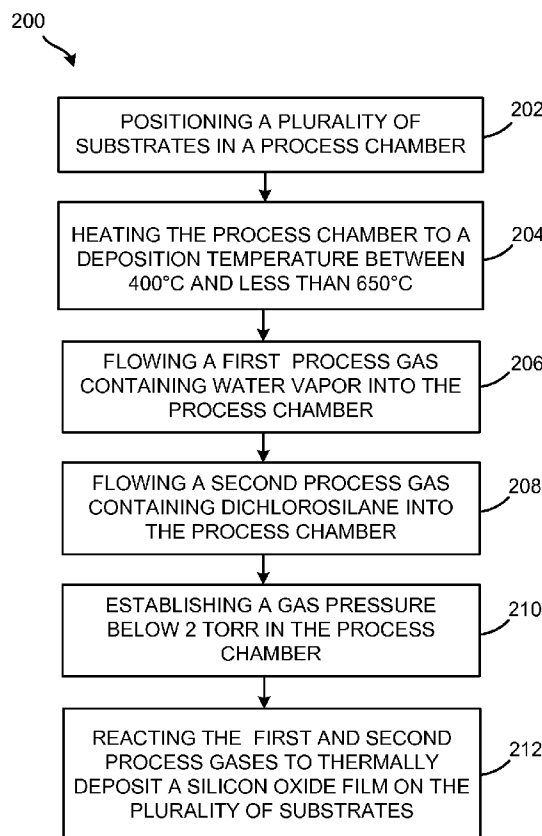 200
POSITIONING A PLURALITY OF
SUBSTRATES IN A PROCESS CHAMBER
202
HEATING THE PROCESS CHAMBER TO A
DEPOSITION TEMPERATURE BETWEEN
400°C AND LESS THAN 650°C
204
FLOWING A FIRST PROCESS GAS
CONTAINING WATER VAPOR INTO THE
PROCESS CHAMBER
206
FLOWING A SECOND PROCESS GAS
CONTAINING DICHLOROSILANE INTO
THE PROCESS CHAMBER
208
ESTABLISHING A GAS PRESSURE
BELOW 2 TORR IN THE PROCESS
CHAMBER
210
REACTING THE FIRST AND SECOND
PROCESS GASES TO THERMALLY
DEPOSIT A SILICON OXIDE FILM ON THE
PLURALITY OF SUBSTRATES
212